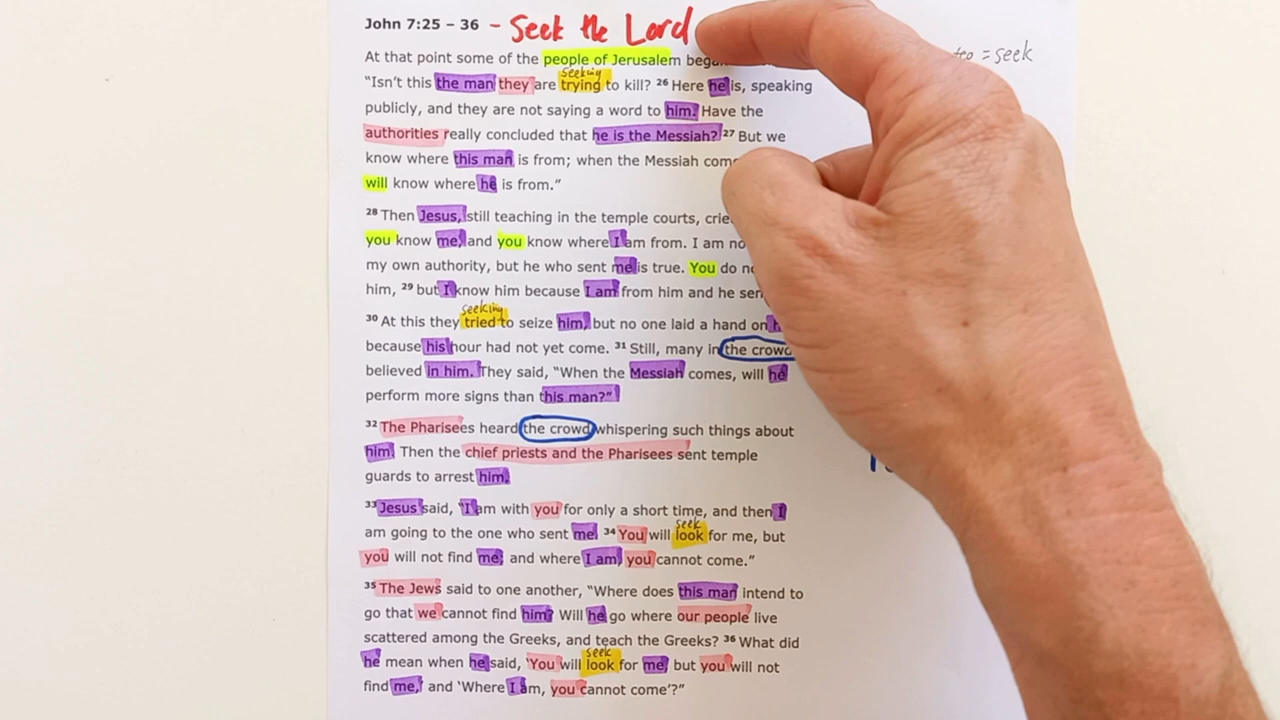 John 7:25 – 36 - Seek the Lord
At that point some of the people of Jerusalem
= seek
seeking
"Isn't this the man they are trying to kill? 26 Here he is, speaking
publicly, and they are not saying a word to him. Have the
authorities really concluded that he is the Messiah? 27 But we
know where this man is from; when the Messiah
will know where he is from."
28 Then Jesus, still teaching in the temple courts,
you know me, and you know where I am from. I am
my own authority, but he who sent me is true. You do
him, 29 but I know him because I am from him and he
seeking
30 At this they tried to seize him, but no one laid a hand on
because his hour had not yet come. 31 Still, many in the crowd
believed in him. They said, "When the Messiah comes, will he
perform more signs than this man?"
32 The Pharisees heard the crowd whispering such things about
him. Then the chief priests and the Pharisees sent temple
guards to arrest him.
33 Jesus said, "I am with you for only a short time, and then I
seek
am going to the one who sent me. 34 You will look for me, but
you will not find me; and where I am, you cannot come."
35 The Jews said to one another, "Where does this man intend to
go that we cannot find him? Will he go where our people live
scattered among the Greeks, and teach the Greeks? 36 What did
seek
he mean when he said, 'You will look for me, but you will not
find me,' and 'Where I am, you cannot come'?"